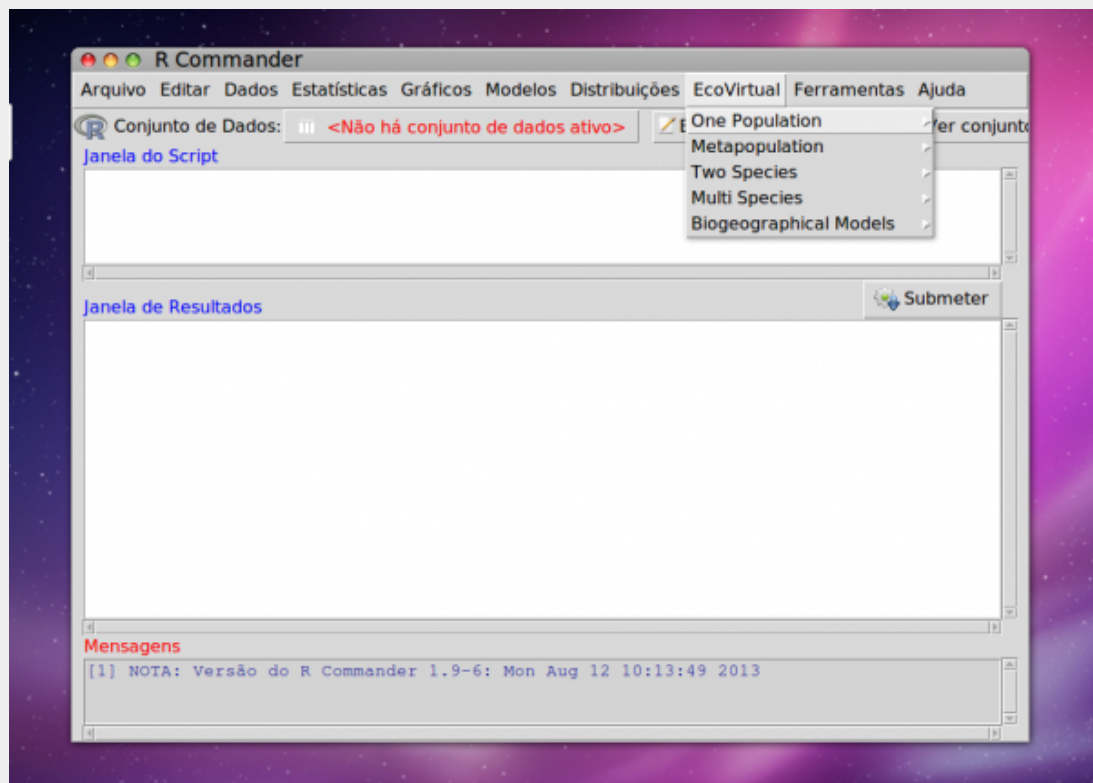 R Commander
Arquivo Editar Dados Estatísticas Gráficos Modelos Distribuições EcoVirtual Ferramentas Ajuda
R Conjunto de Dados: <Não há conjunto de dados ativo> E
Ver conjunto
One Population
Metapopulation
Two Species
Multi Species
Biogeographical Models
Janela do Script
Submeter
Janela de Resultados
Mensagens
[1] NOTA: Versão do R Commander 1.9-6: Mon Aug 12 10:13:49 2013